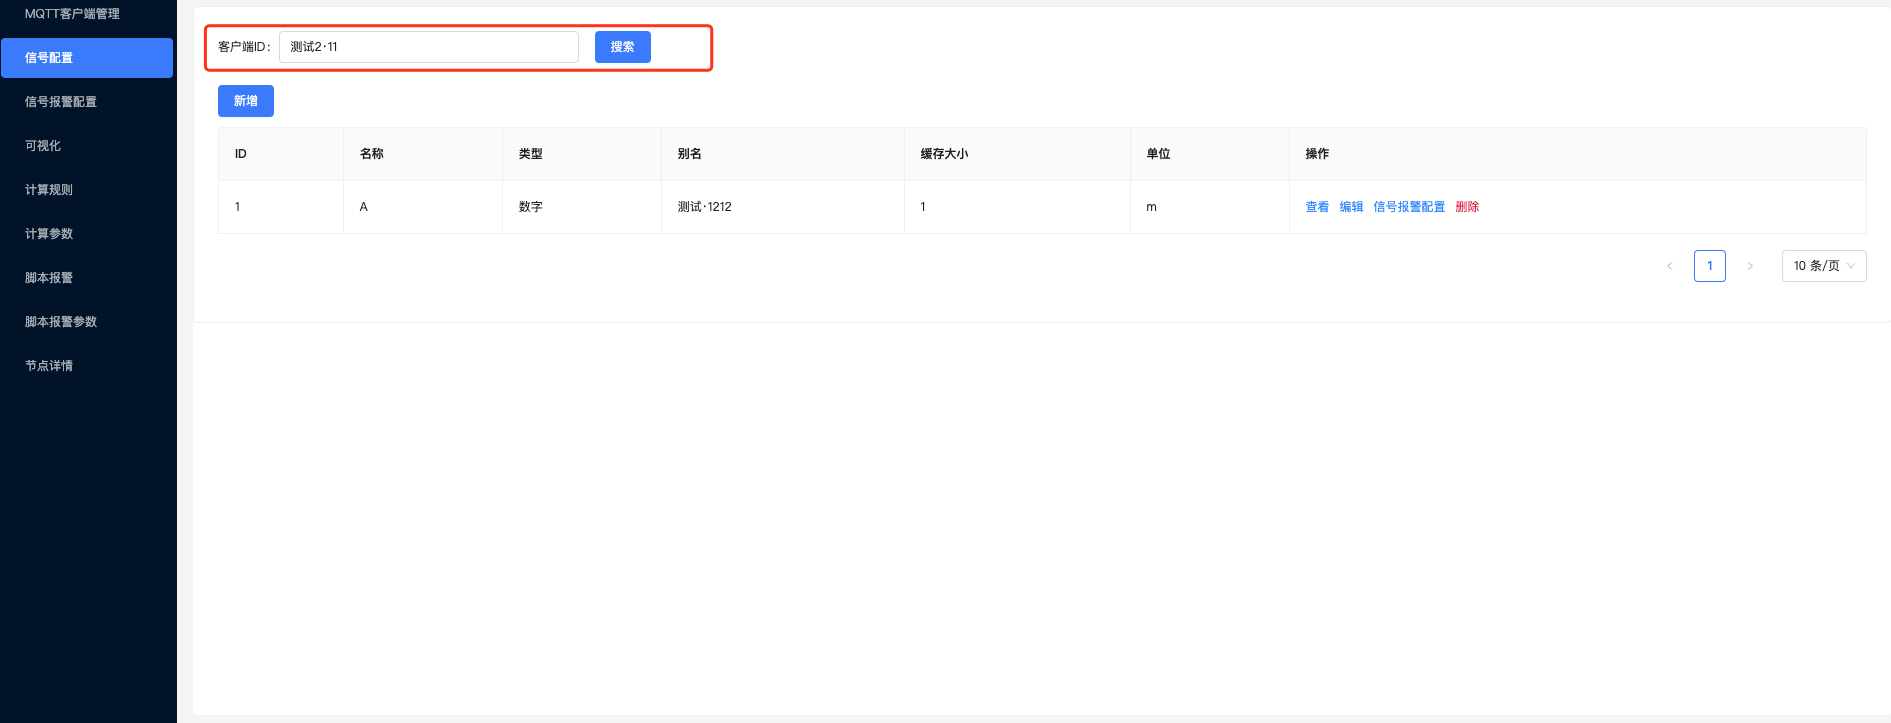 MQTT客户端管理
信号配置
信号报警配置
可视化
计算规则
计算参数
脚本报警
脚本报警参数
节点详情
客户端ID： 测试2·11 搜索
新增
ID 名称 类型 别名 缓存大小 单位 操作
1 A 数字 测试·1212 1 m 查看 编辑 信号报警配置 删除
< 1 > 10 条/页